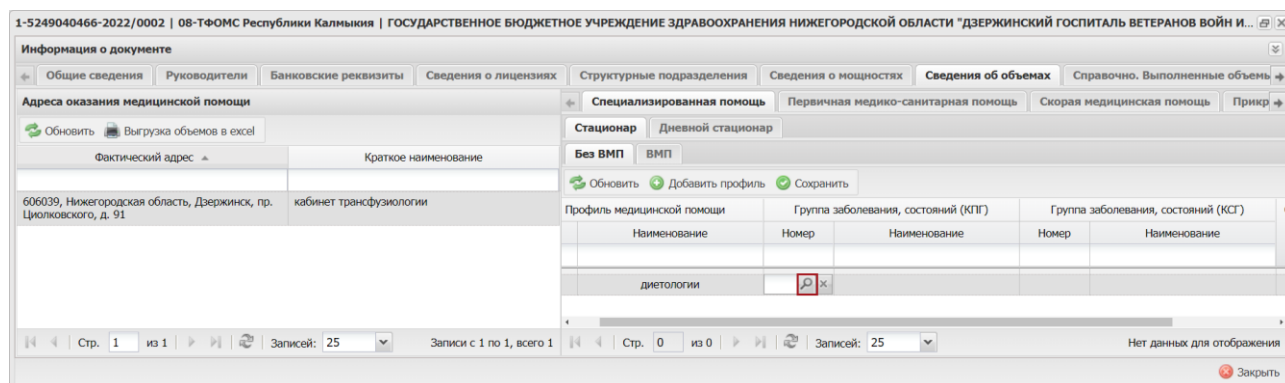 1-5249040466-2022/0002 | 08-ТФОМС Республики Калмыкия | ГОСУДАРСТВЕННОЕ БЮДЖЕТНОЕ УЧРЕЖДЕНИЕ ЗДРАВООХРАНЕНИЯ НИЖЕГОРОДСКОЙ ОБЛАСТИ "ДЗЕРЖИНСКИЙ ГОСПИТАЛЬ ВЕТЕРАНОВ ВОЙН И...
Информация о документе
Общие сведения Руководители Банковские реквизиты Сведения о лицензиях Структурные подразделения Сведения о мощностях Сведения об объемах Справочно. Выполненные объемы
Адреса оказания медицинской помощи
Обновить Выгрузка объемов в excel
Фактический адрес Краткое наименование
606039, Нижегородская область, Дзержинск, пр. Циолковского, д. 91 кабинет трансфузиологии
Стр. 1 из 1 Записей: 25 Записи с 1 по 1, всего 1
Специализированная помощь Первичная медико-санитарная помощь Скорая медицинская помощь Прикр
Стационар Дневной стационар
Без ВМП ВМП
Обновить Добавить профиль Сохранить
Профиль медицинской помощи Группа заболевания, состояний (КПГ) Группа заболевания, состояний (КСГ)
Наименование Номер Наименование Номер Наименование
диетологии
Стр. 0 из 0 Записей: 25 Нет данных для отображения
Закрыть